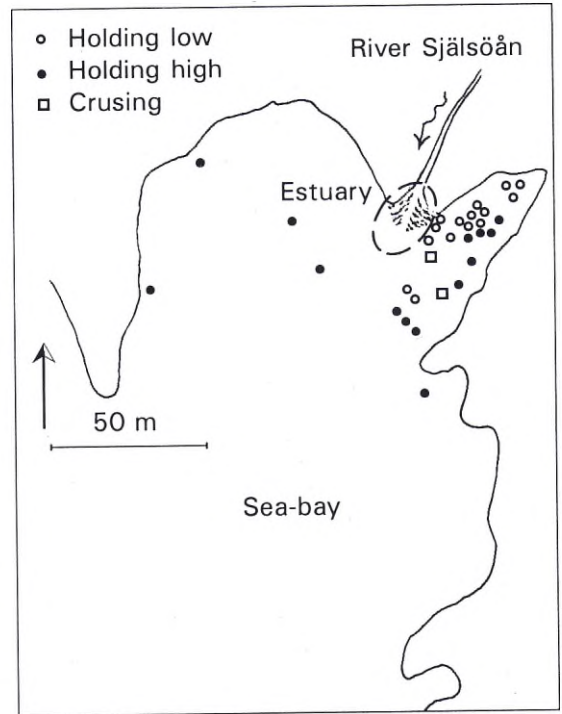 Holding low
Holding high
Crusing
River Själsöån
Estuary
50 m
Sea-bay